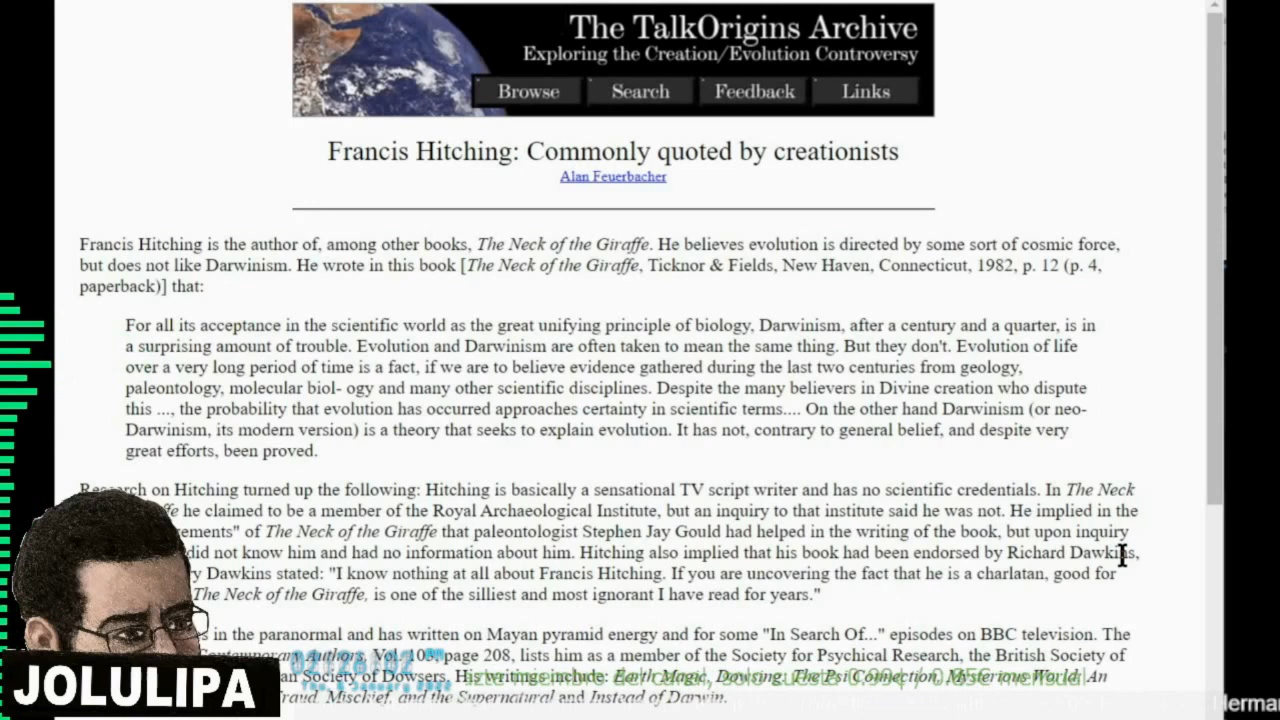 The TalkOrigins Archive
Exploring the Creation/Evolution Controversy
Browse Search Feedback Links
Francis Hitching: Commonly quoted by creationists
Alan Feuerbacher
Francis Hitching is the author of, among other books, The Neck of the Giraffe. He believes evolution is directed by some sort of cosmic force,
but does not like Darwinism. He wrote in this book [The Neck of the Giraffe, Ticknor & Fields, New Haven, Connecticut, 1982, p. 12 (p. 4,
paperback)] that:
For all its acceptance in the scientific world as the great unifying principle of biology, Darwinism, after a century and a quarter, is in
a surprising amount of trouble. Evolution and Darwinism are often taken to mean the same thing. But they don't. Evolution of life
over a very long period of time is a fact, if we are to believe evidence gathered during the last two centuries from geology,
paleontology, molecular biol- ogy and many other scientific disciplines. Despite the many believers in Divine creation who dispute
this ..., the probability that evolution has occurred approaches certainty in scientific terms.... On the other hand Darwinism (or neo-
Darwinism, its modern version) is a theory that seeks to explain evolution. It has not, contrary to general belief, and despite very
great efforts, been proved.
Research on Hitching turned up the following: Hitching is basically a sensational TV script writer and has no scientific credentials. In The Neck
he claimed to be a member of the Royal Archaeological Institute, but an inquiry to that institute said he was not. He implied in the
of The Neck of the Giraffe that paleontologist Stephen Jay Gould had helped in the writing of the book, but upon inquiry
did not know him and had no information about him. Hitching also implied that his book had been endorsed by Richard Dawkins,
Dawkins stated: "I know nothing at all about Francis Hitching. If you are uncovering the fact that he is a charlatan, good for
The Neck of the Giraffe, is one of the silliest and most ignorant I have read for years."
in the paranormal and has written on Mayan pyramid energy and for some "In Search Of..." episodes on BBC television. The
Contemporary Authors, Vol. 103, page 208, lists him as a member of the Society for Psychical Research, the British Society of
Society of Dowsers. His writings include: Earth Magic, Dowsing, The Psi Connection, Mysterious World: An
Fraud, Mischief, and the Supernatural and Instead of Darwin.
JOLULIPA